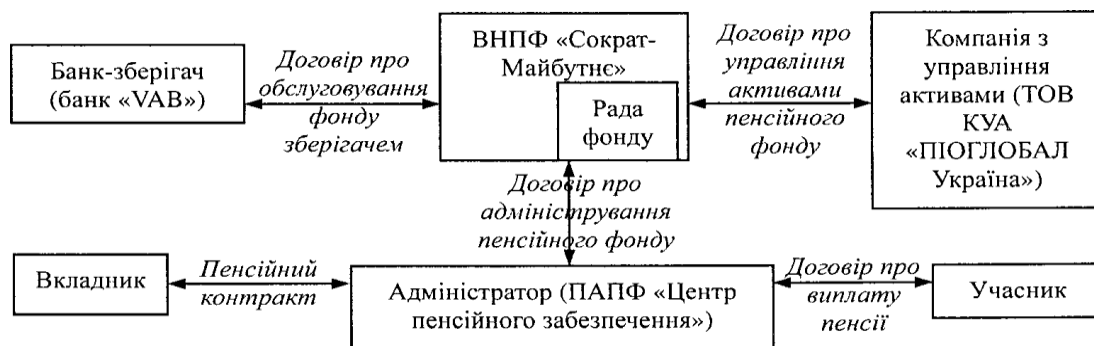 Банк-зберігач
(банк «VAB»)
Договір про
обслуговування
фонду
зберігачем
ВНПФ «Сократ-
Майбутнє»
Рада
фонду
Договір про
управління
активами
пенсійного
фонду
Компанія з
управління
активами (ТОВ
КУА
«ПІОГЛОБАЛ
Україна»)
Договір про
адміністрування
пенсійного фонду
Вкладник
Пенсійний
контракт
Адміністратор (ПАПФ «Центр
пенсійного забезпечення»)
Договір про
виплату
пенсії
Учасник